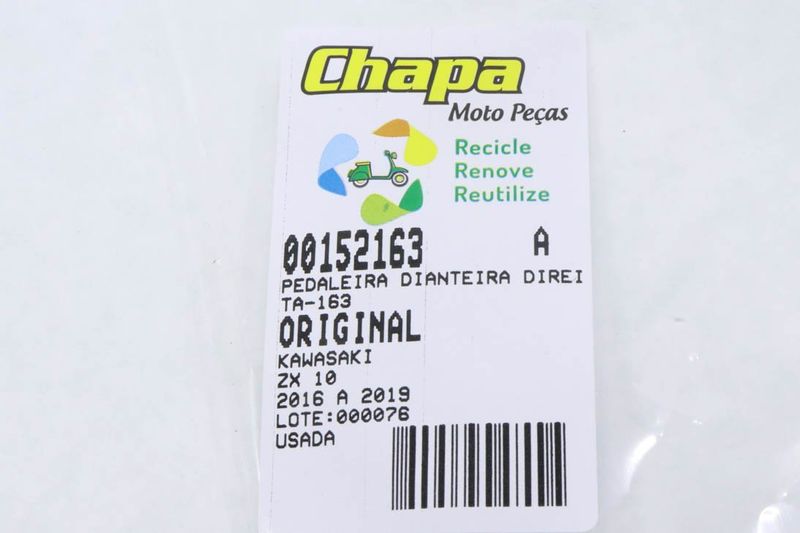 Chapa
Moto Peças
Recicle
Renove
Reutilize
00152163 A
PEDALEIRA DIANTEIRA DIREI
TA-163
ORIGINAL
KAWASAKI
ZX 10
2016 A 2019
LOTE:000076
USADA